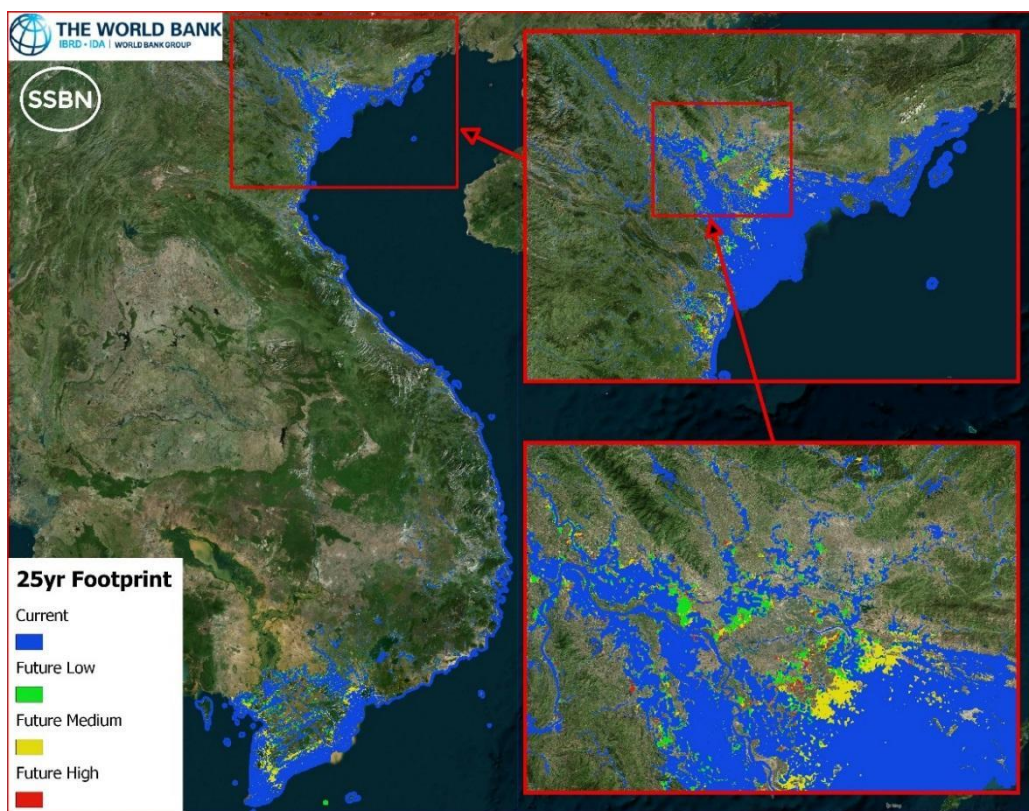 THE WORLD BANK
IBRD • IDA | WORLD BANK GROUP
SSBN
25yr Footprint
Current
Future Low
Future Medium
Future High